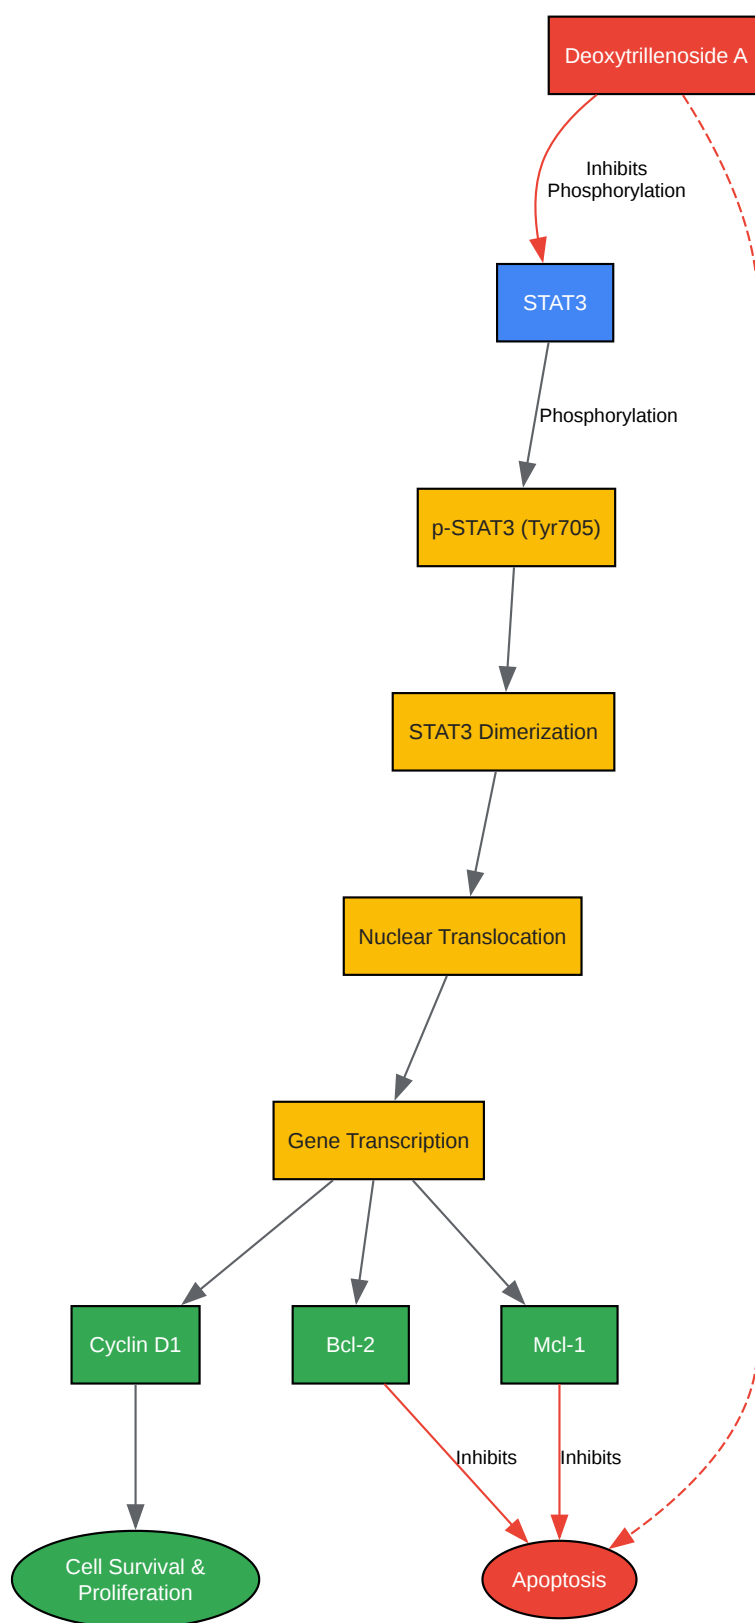 Deoxytrillenoside A
Inhibits
Phosphorylation
STAT3
Phosphorylation
p-STAT3 (Tyr705)
STAT3 Dimerization
Nuclear Translocation
Gene Transcription
Cyclin D1
Bcl-2
Mcl-1
Inhibits
Inhibits
Cell Survival &
Proliferation
Apoptosis